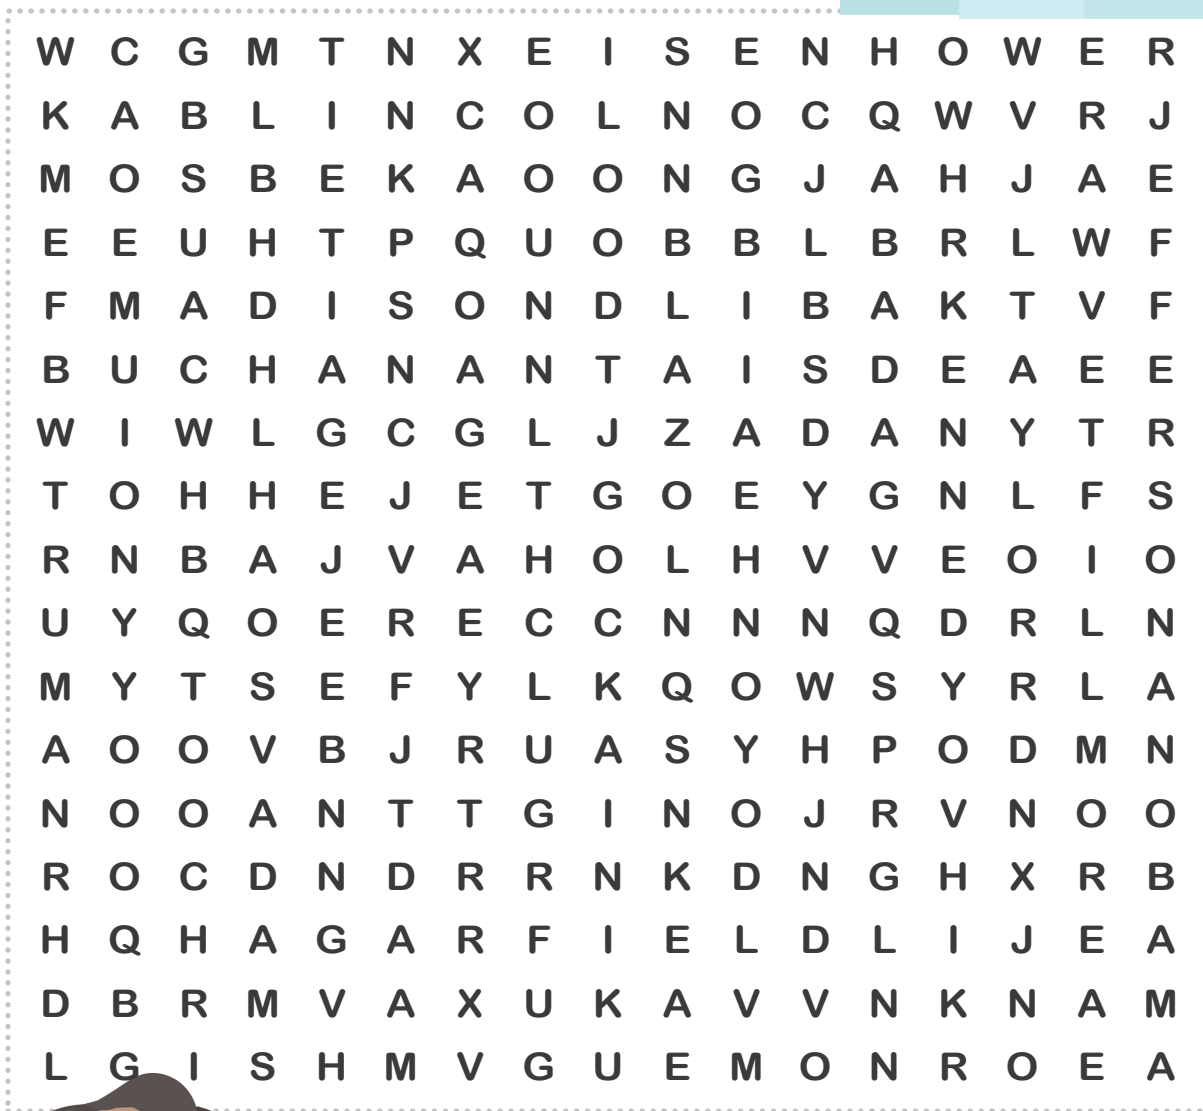 W C G M T N X E I S E N H O W E R
K A B L I N C O L N O C Q W V R J
M O S B E K A O O N G J A H J A E
E E U H T P Q U O B B L B R L W F
F M A D I S O N D L I B A K T V F
B U C H A N A N T A I S D E A E E
W I W L G C G L J Z A D A N Y T R
T O H H E J E T G O E Y G N L F S
R N B A J V A H O L H V V E O I O
U Y Q O E R E C C N N N Q D R L N
M Y T S E F Y L K Q O W S Y R L A
A O O V B J R U A S Y H P O D M N
N O O A N T T G I N O J R V N O O
R O C D N D R R N K D N G H X R B
H Q H A G A R F I E L D L I J E A
D B R M V A X U K A V V N K N A M
L G I S H M V G U E M O N R O E A